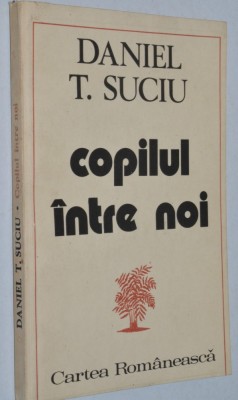 DANIEL
T. SUCIU
copilul
între noi
Cartea Românească
DANIEL T. SUCIU • Copilul între noi